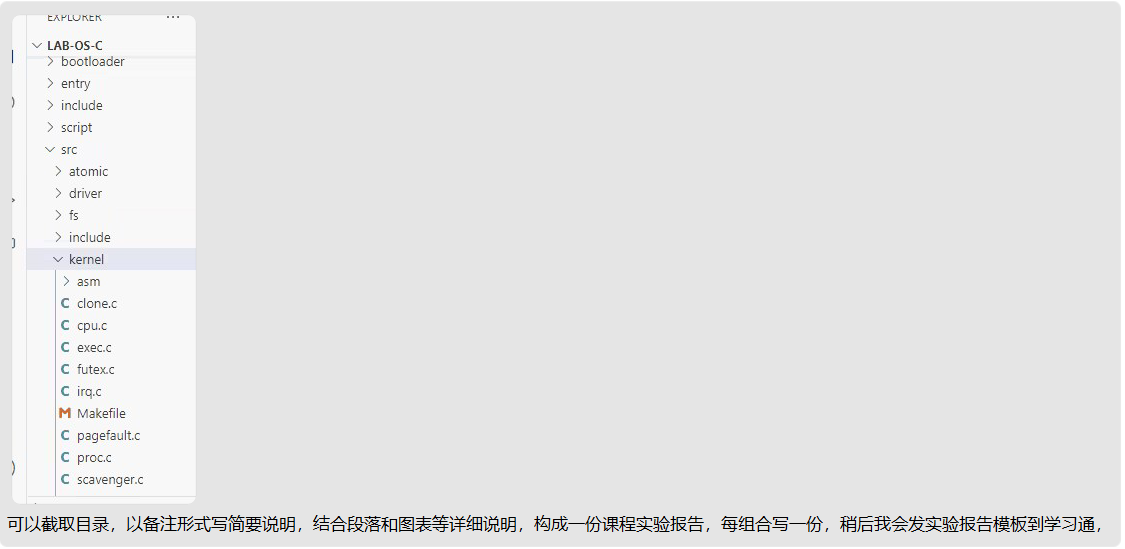 EXPLORER ...
LAB-OS-C
bootloader
entry
include
script
src
atomic
driver
fs
include
kernel
asm
C clone.c
C cpu.c
C exec.c
C futex.c
C irq.c
M Makefile
C pagefault.c
C proc.c
C scavenger.c
可以截取目录，以备注形式写简要说明，结合段落和图表等详细说明，构成一份课程实验报告，每组合写一份，稍后我会发实验报告模板到学习通，